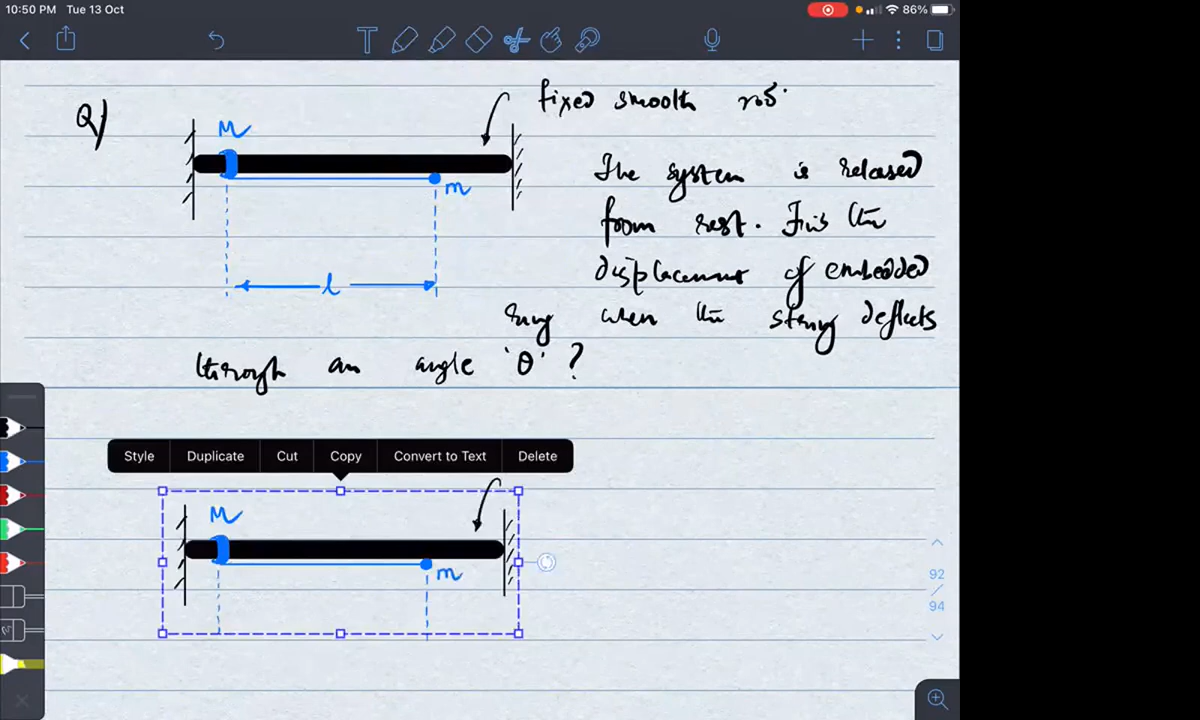 10:50 PM Tue 13 Oct
86%
Q)
fixed smooth rod.
M
m
l
The system is released
from rest. Find the
displacement of embedded
ring when the string deflects
through an angle 'θ' ?
Style Duplicate Cut Copy Convert to Text Delete
M
m
92
/
94